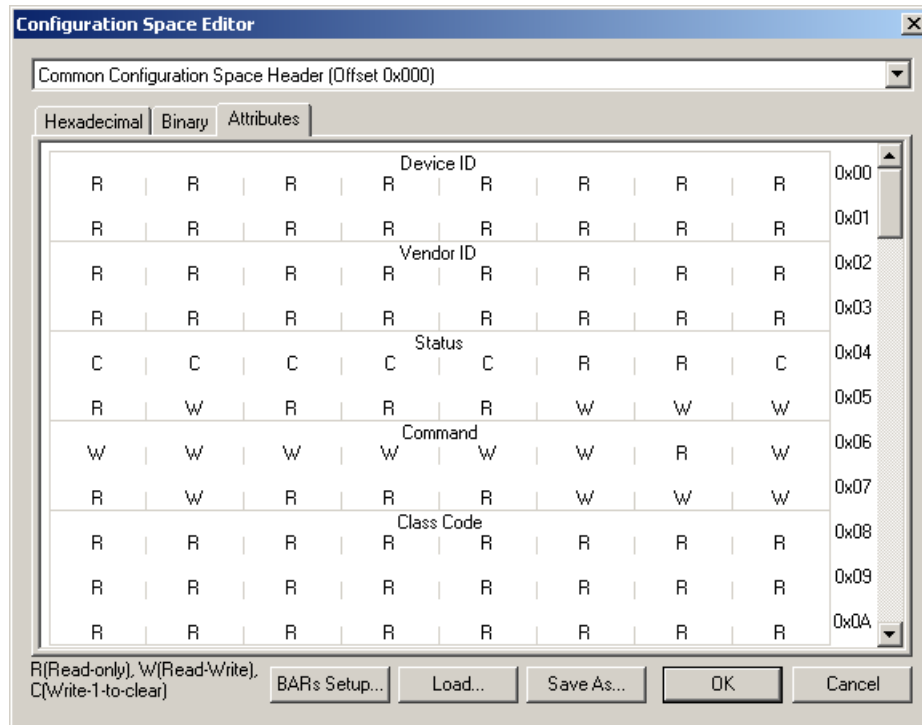 Configuration Space Editor
Common Configuration Space Header (Offset 0x000)
Hexadecimal Binary Attributes
Device ID
R R R R R R R R 0x00
R R R R R R R R 0x01
Vendor ID
R R R R R R R R 0x02
R R R R R R R R 0x03
Status
C C C C C R R C 0x04
R W R R R W W W 0x05
Command
W W W W W W R W 0x06
R W R R R W W W 0x07
Class Code
R R R R R R R R 0x08
R R R R R R R R 0x09
R R R R R R R R 0x0A
R(Read-only), W(Read-Write),
C(Write-1-to-clear)
BARs Setup... Load... Save As... OK Cancel